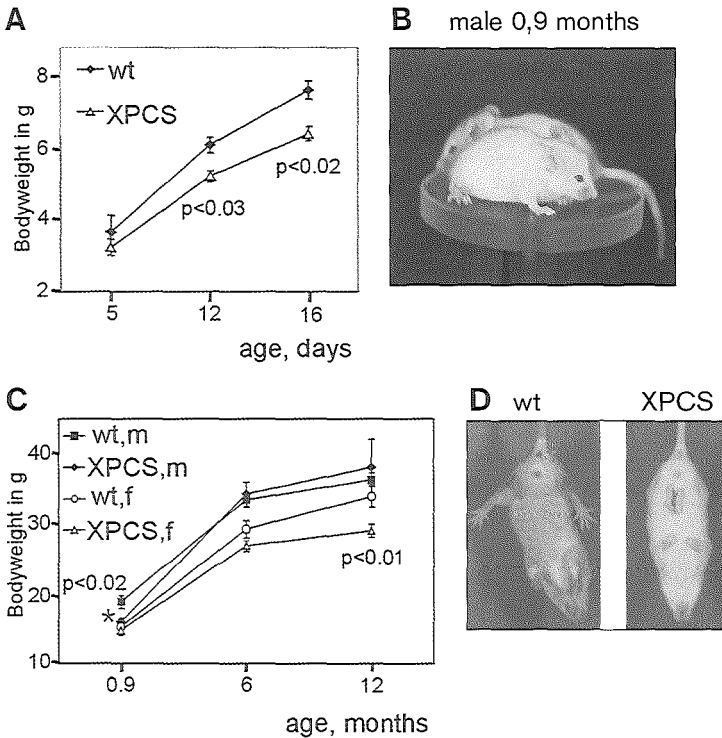 A
Bodyweight in g
8
6
4
2
wt
XPCS
p<0.03
p<0.02
5 12 16
age, days
B male 0,9 months
C
Bodyweight in g
40
30
20
10
wt,m
XPCS,m
wt,f
XPCS,f
p<0.02
*
p<0.01
0.9 6 12
age, months
D wt XPCS